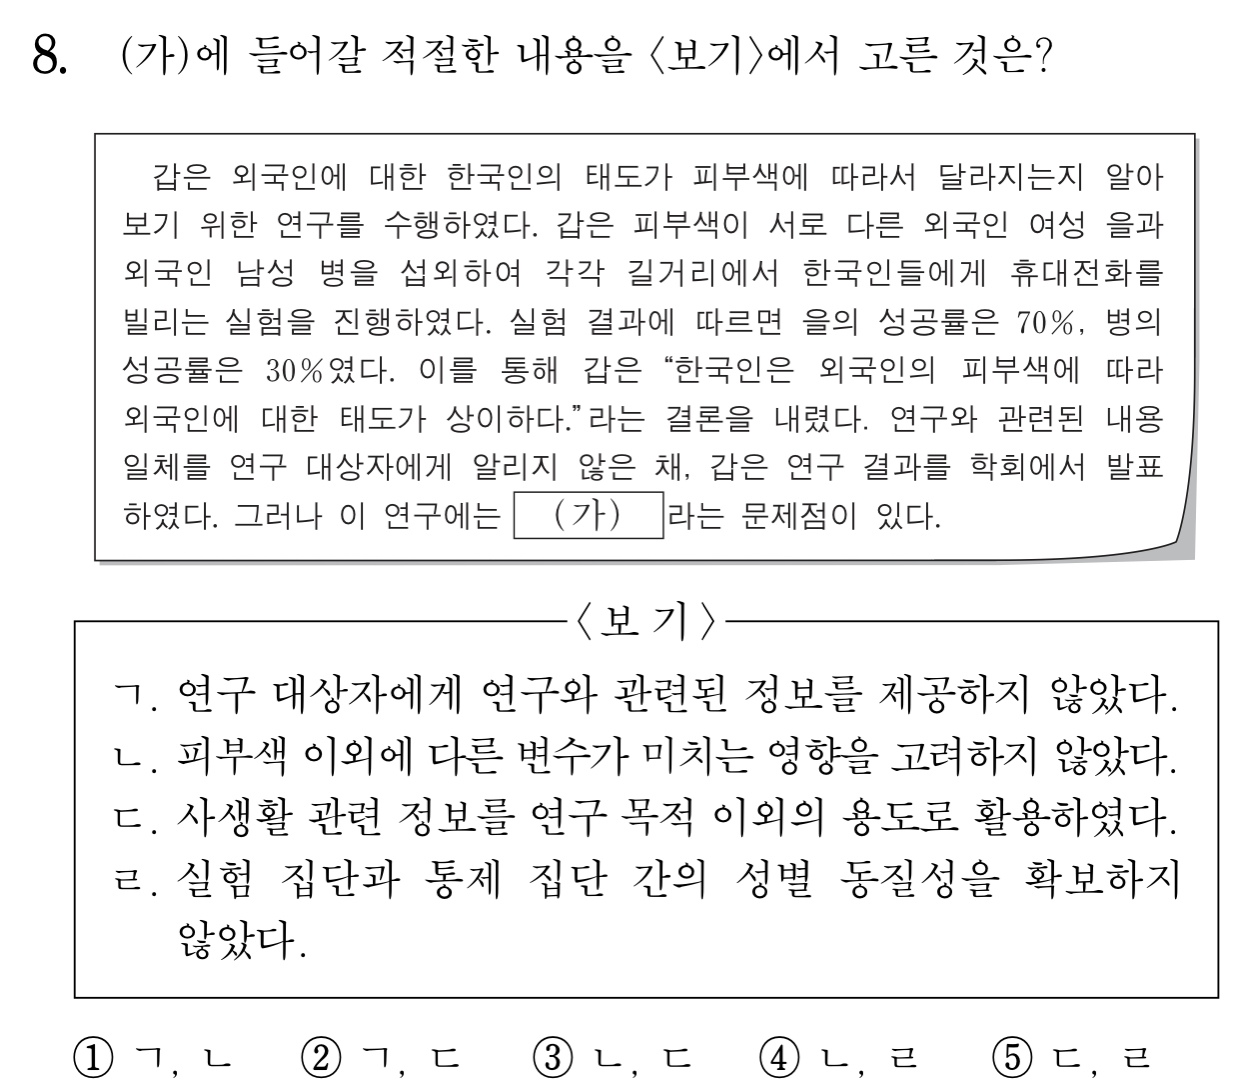 8. (가)에 들어갈 적절한 내용을 〈보기〉에서 고른 것은?
갑은 외국인에 대한 한국인의 태도가 피부색에 따라서 달라지는지 알아
보기 위한 연구를 수행하였다. 갑은 피부색이 서로 다른 외국인 여성 을과
외국인 남성 병을 섭외하여 각각 길거리에서 한국인들에게 휴대전화를
빌리는 실험을 진행하였다. 실험 결과에 따르면 을의 성공률은 70%, 병의
성공률은 30%였다. 이를 통해 갑은 “한국인은 외국인의 피부색에 따라
외국인에 대한 태도가 상이하다.”라는 결론을 내렸다. 연구와 관련된 내용
일체를 연구 대상자에게 알리지 않은 채, 갑은 연구 결과를 학회에서 발표
하였다. 그러나 이 연구에는 (가) 라는 문제점이 있다.
〈보기〉
ㄱ. 연구 대상자에게 연구와 관련된 정보를 제공하지 않았다.
ㄴ. 피부색 이외에 다른 변수가 미치는 영향을 고려하지 않았다.
ㄷ. 사생활 관련 정보를 연구 목적 이외의 용도로 활용하였다.
ㄹ. 실험 집단과 통제 집단 간의 성별 동질성을 확보하지
않았다.
① ㄱ, ㄴ ② ㄱ, ㄷ ③ ㄴ, ㄷ ④ ㄴ, ㄹ ⑤ ㄷ, ㄹ